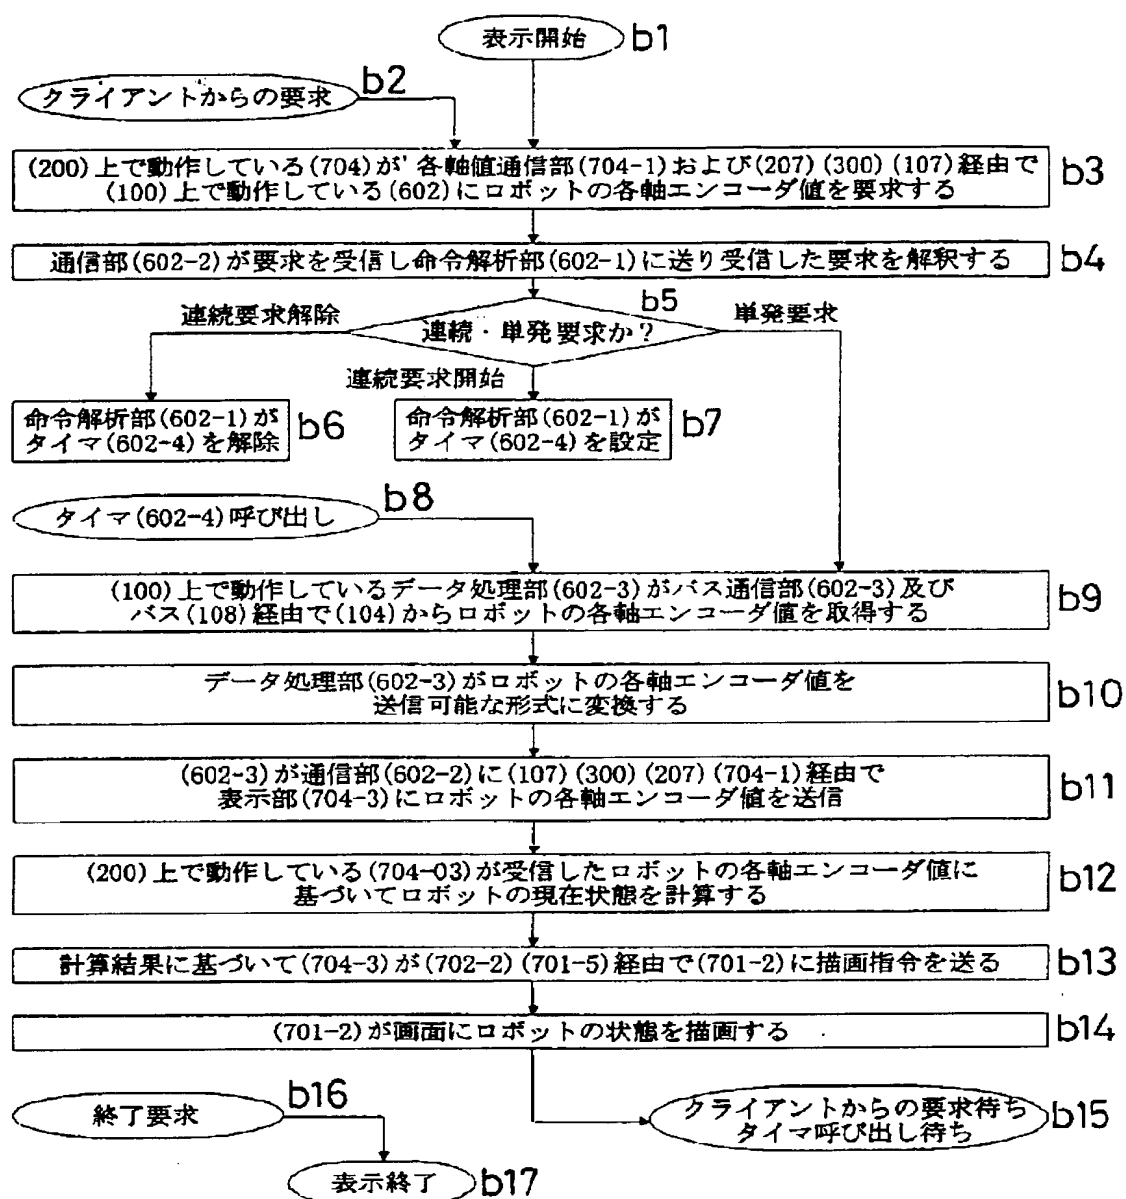 表示開始
b1
クライアントからの要求
b2
(200)上で動作している(704)が'各軸値通信部(704-1)および(207)(300)(107)経由で
(100)上で動作している(602)にロボットの各軸エンコーダ値を要求する
b3
通信部(602-2)が要求を受信し命令解析部(602-1)に送り受信した要求を解釈する
b4
b5
連続・単発要求か?
連続要求解除
単発要求
連続要求開始
命令解析部(602-1)が
タイマ(602-4)を解除
b6
命令解析部(602-1)が
タイマ(602-4)を設定
b7
タイマ(602-4)呼び出し
b8
(100)上で動作しているデータ処理部(602-3)がバス通信部(602-3)及び
バス(108)経由で(104)からロボットの各軸エンコーダ値を取得する
b9
データ処理部(602-3)がロボットの各軸エンコーダ値を
送信可能な形式に変換する
b10
(602-3)が通信部(602-2)に(107)(300)(207)(704-1)経由で
表示部(704-3)にロボットの各軸エンコーダ値を送信
b11
(200)上で動作している(704-03)が受信したロボットの各軸エンコーダ値に
基づいてロボットの現在状態を計算する
b12
計算結果に基づいて(704-3)が(702-2)(701-5)経由で(701-2)に描画指令を送る
b13
(701-2)が画面にロボットの状態を描画する
b14
終了要求
b16
クライアントからの要求待ち
タイマ呼び出し待ち
b15
表示終了
b17